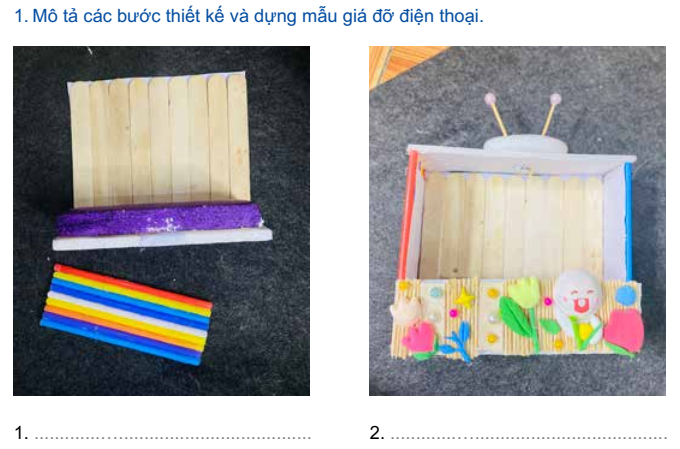 1. Mô tả các bước thiết kế và dựng mẫu giá đỡ điện thoại.
1. ........................................................
2. ........................................................